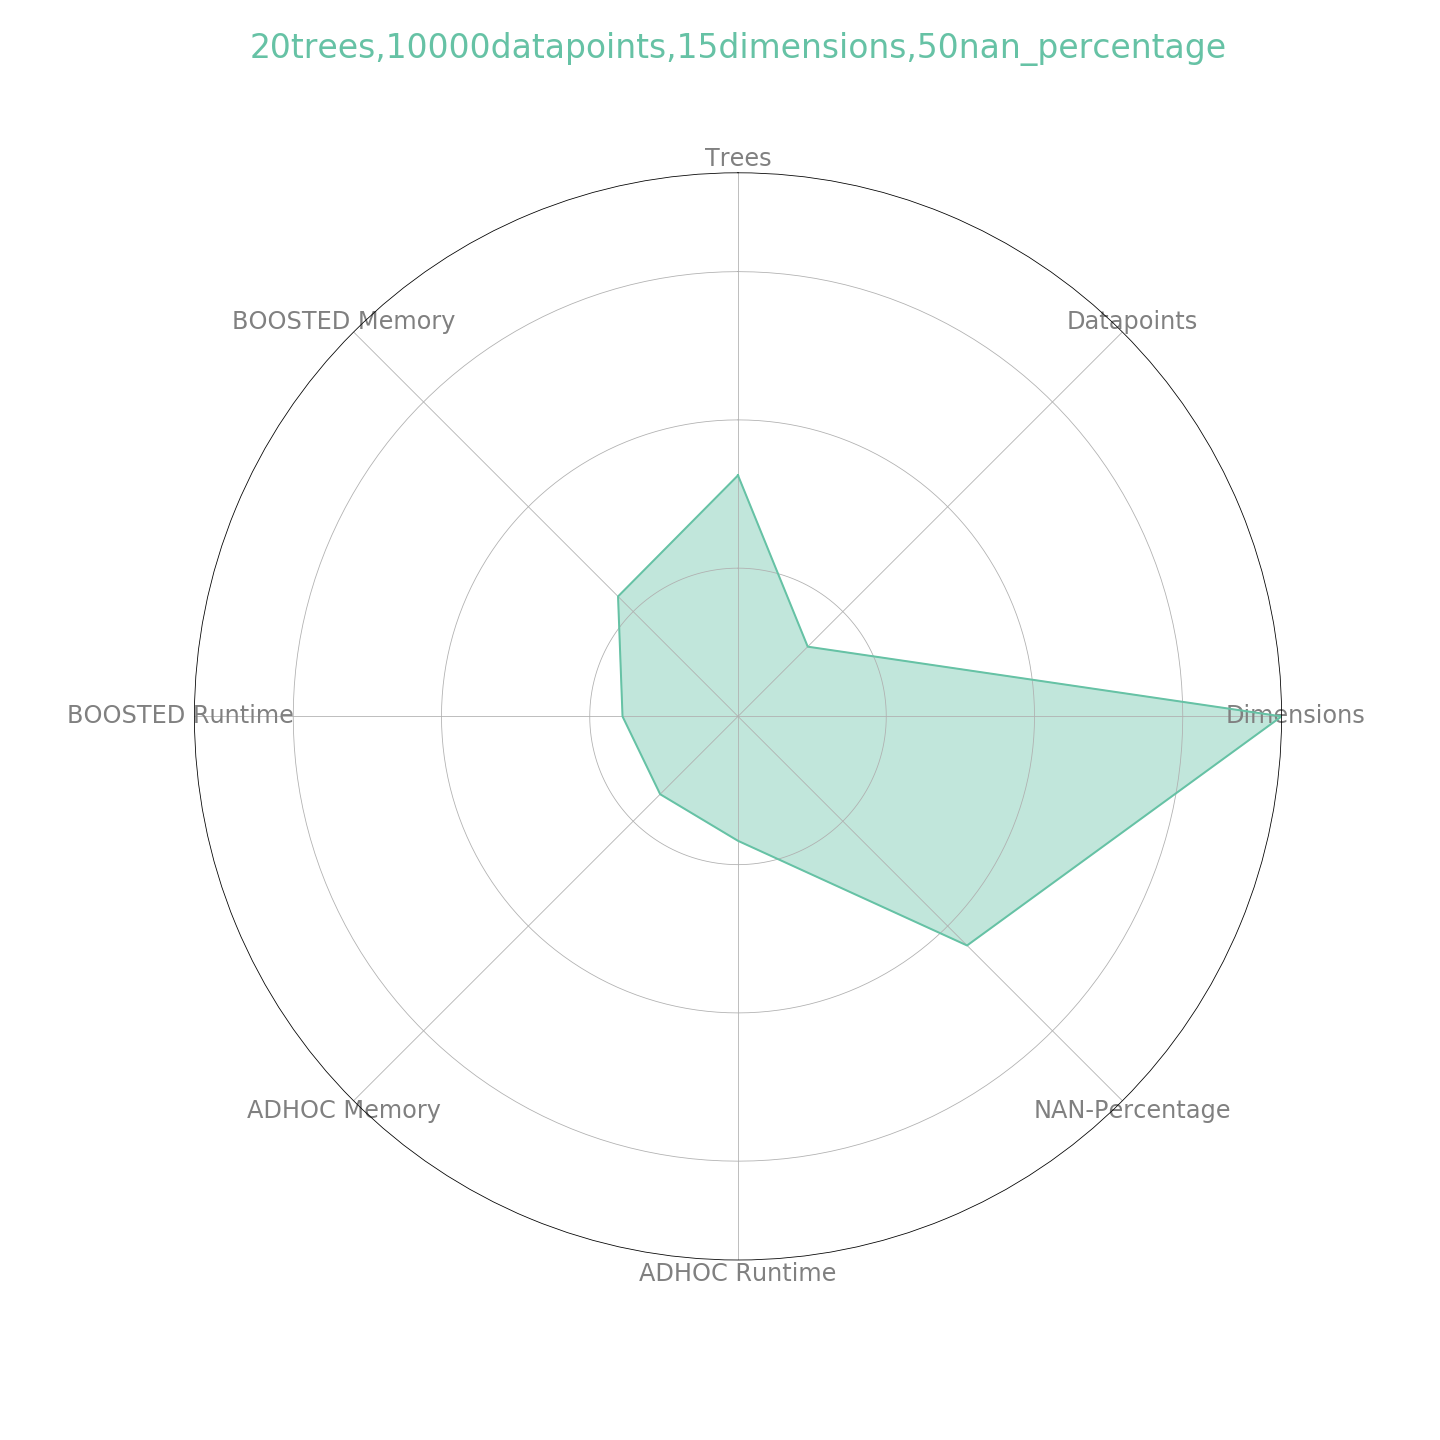 20trees,10000datapoints,15dimensions,50nan_percentage
Trees
BOOSTED Memory
Datapoints
BOOSTED Runtime
Dimensions
ADHOC Memory
NAN-Percentage
ADHOC Runtime